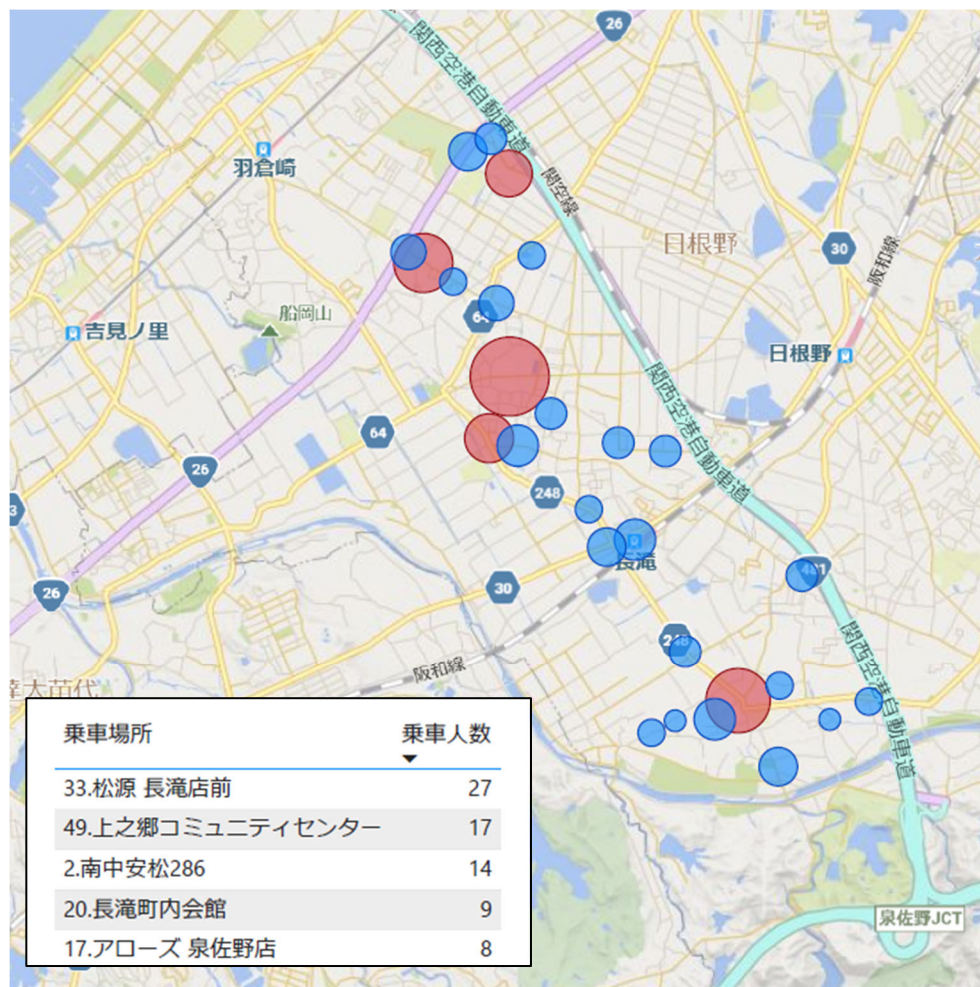 26
関西空港自動車道
羽倉崎
関空線
日根野
30
阪和線
船岡山
64
吉見ノ里
日根野
関西空港自動車道
64
26
248
3
長滝
481
26
30
関西空港自動車道
248
阪和線
大苗代
乗車場所 乗車人数
33.松源 長滝店前 27
49.上之郷コミュニティセンター 17
2.南中安松286 14
20.長滝町内会館 9
17.アローズ 泉佐野店 8
泉佐野JCT